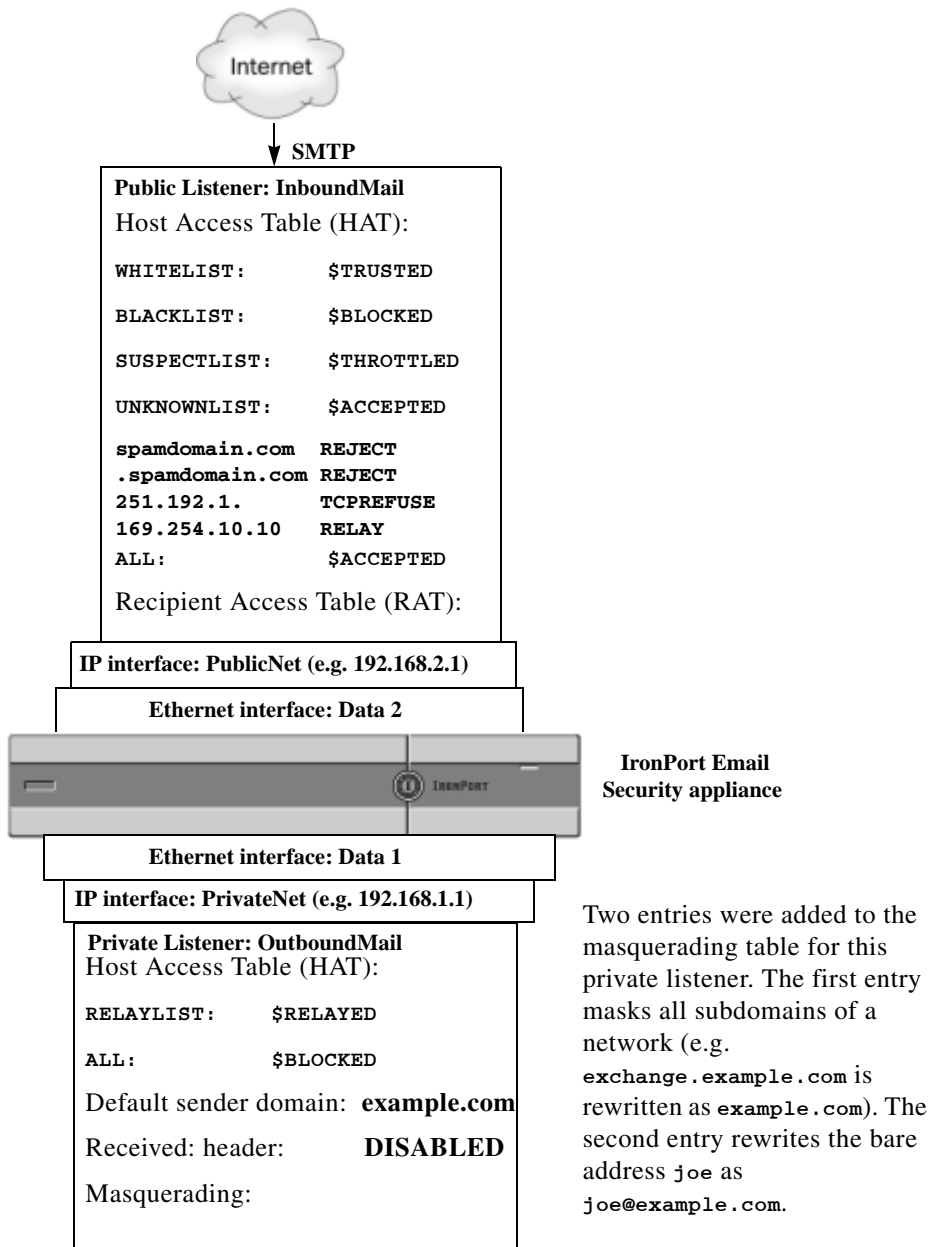 Internet
SMTP
Public Listener: InboundMail
Host Access Table (HAT):
WHITELIST: $TRUSTED
BLACKLIST: $BLOCKED
SUSPECTLIST: $THROTTLED
UNKNOWNLIST: $ACCEPTED
spamdomain.com REJECT
.spamdomain.com REJECT
251.192.1. TCPREFUSE
169.254.10.10 RELAY
ALL: $ACCEPTED
Recipient Access Table (RAT):
IP interface: PublicNet (e.g. 192.168.2.1)
Ethernet interface: Data 2
IRONPORT
IronPort Email
Security appliance
Ethernet interface: Data 1
IP interface: PrivateNet (e.g. 192.168.1.1)
Private Listener: OutboundMail
Host Access Table (HAT):
RELAYLIST: $RELAYED
ALL: $BLOCKED
Default sender domain: example.com
Received: header: DISABLED
Masquerading:
Two entries were added to the
masquerading table for this
private listener. The first entry
masks all subdomains of a
network (e.g.
exchange.example.com is
rewritten as example.com). The
second entry rewrites the bare
address joe as
joe@example.com.